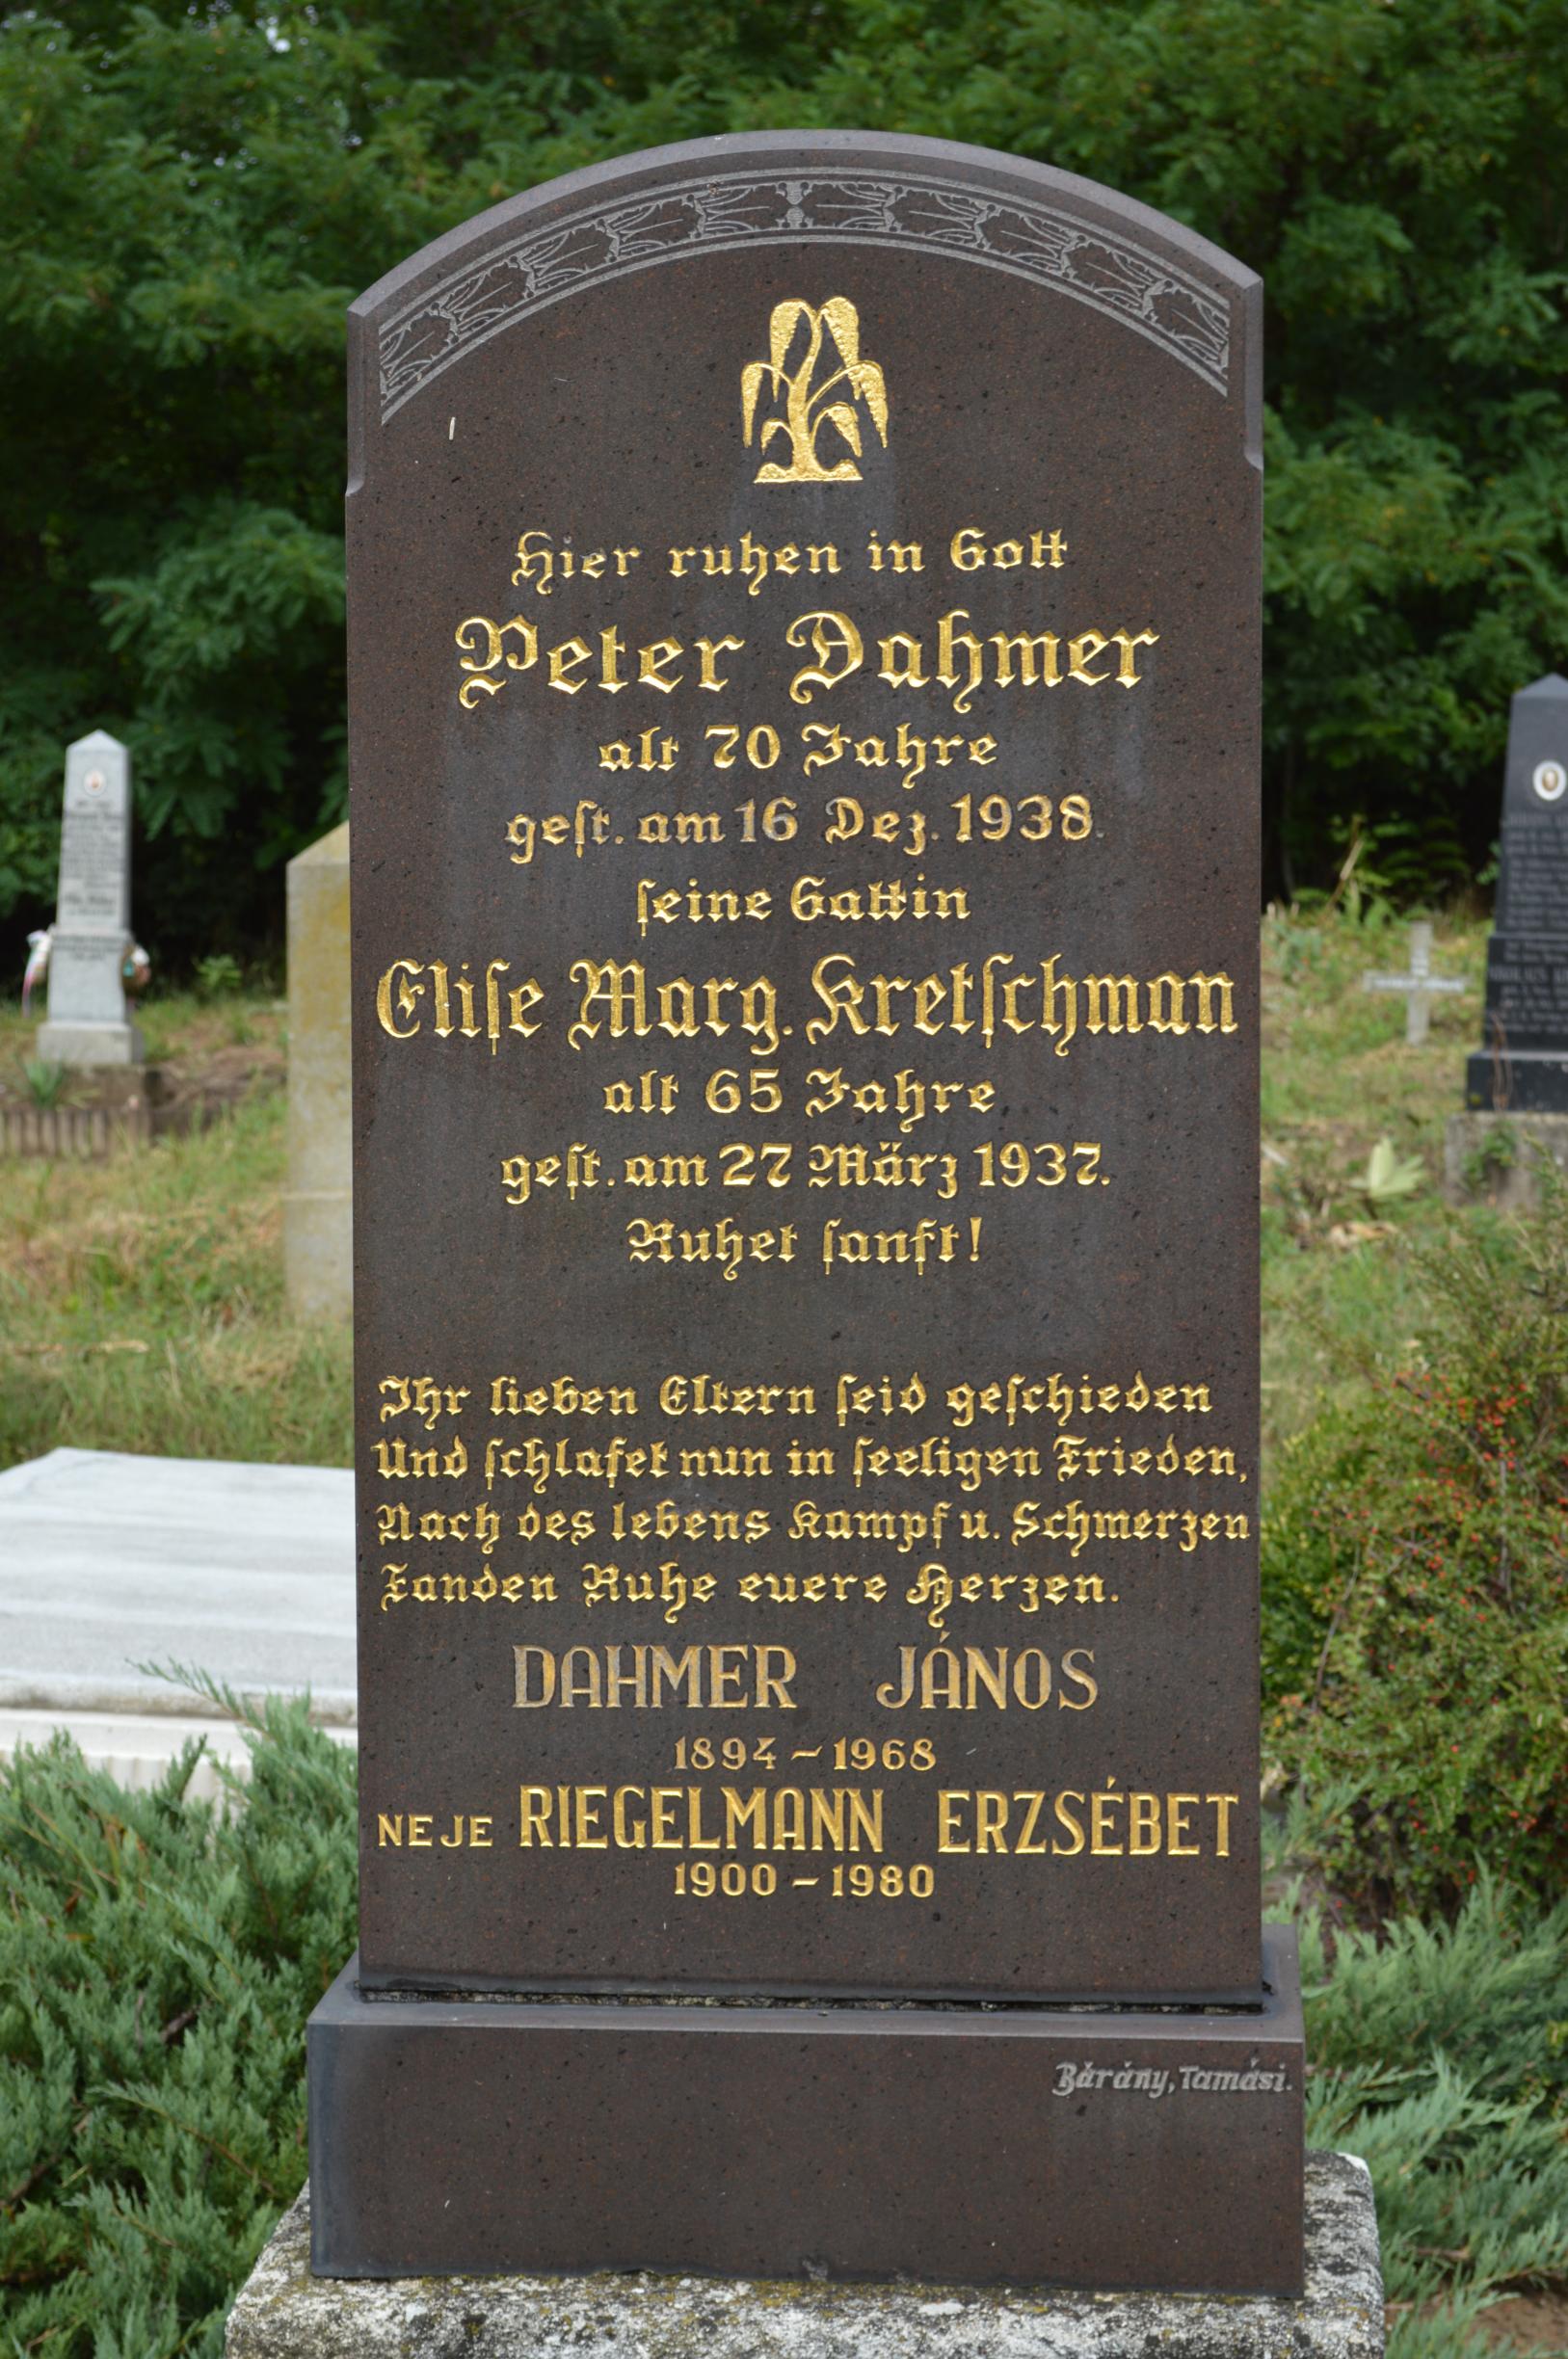 Hier ruhen in Gott
Peter Dahmer
alt 70 Jahre
geſt. am 16 Dez. 1938.
ſeine Gattin
Eliſe Marg. Kretſchman
alt 65 Jahre
geſt. am 27 März 1937.
Ruhet ſanft!
Ihr lieben Eltern ſeid geſchieden
Und ſchlafet nun in ſeeligen Frieden,
Nach des lebens Kampf u. Schmerzen
Fanden Ruhe euere Herzen.
DAHMER JÁNOS
1894 – 1968
NEJE RIEGELMANN ERZSÉBET
1900 – 1980
Bárány, Tamási.